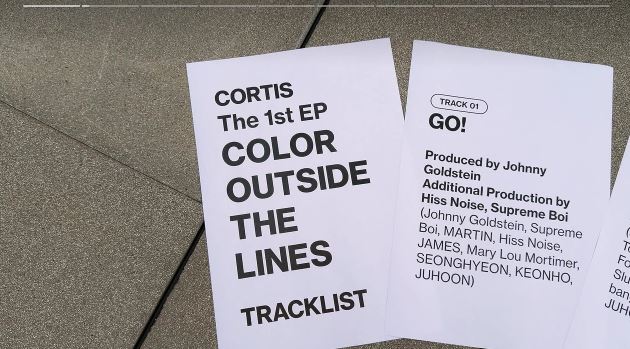 CORTIS
The 1st EP
COLOR
OUTSIDE
THE
LINES
TRACKLIST
TRACK 01
GO!
Produced by Johnny
Goldstein
Additional Production by
Hiss Noise, Supreme Boi
(Johnny Goldstein, Supreme
Boi, MARTIN, Hiss Noise,
JAMES, Mary Lou Mortimer,
SEONGHYEON, KEONHO,
JUHOON)